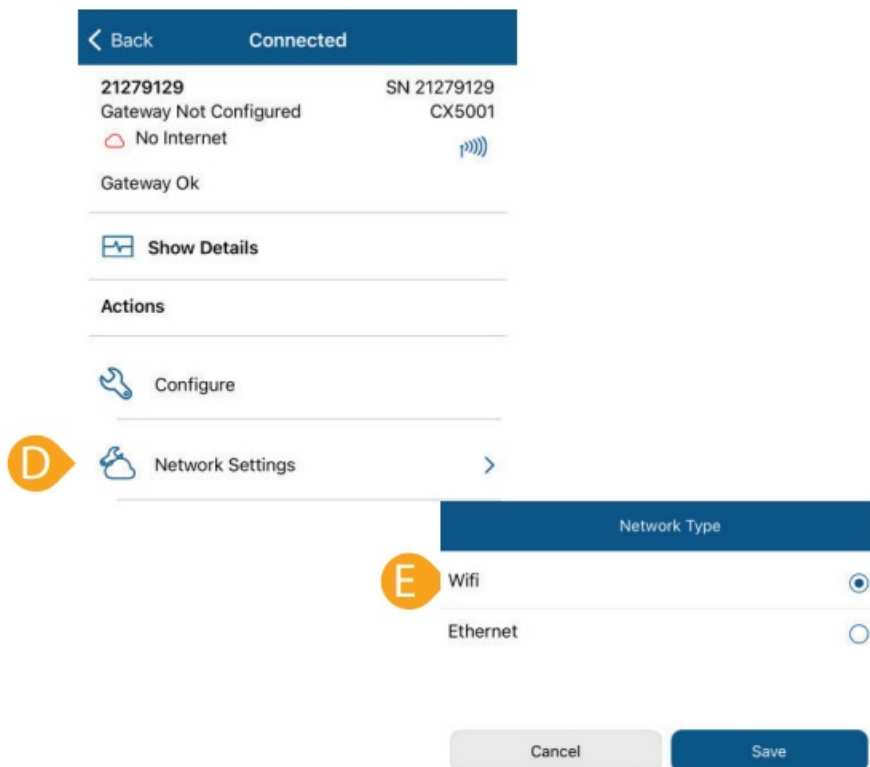 Back Connected
21279129 SN 21279129
Gateway Not Configured CX5001
No Internet
Gateway Ok
Show Details
Actions
Configure
D Network Settings
Network Type
E Wifi
Ethernet
Cancel Save